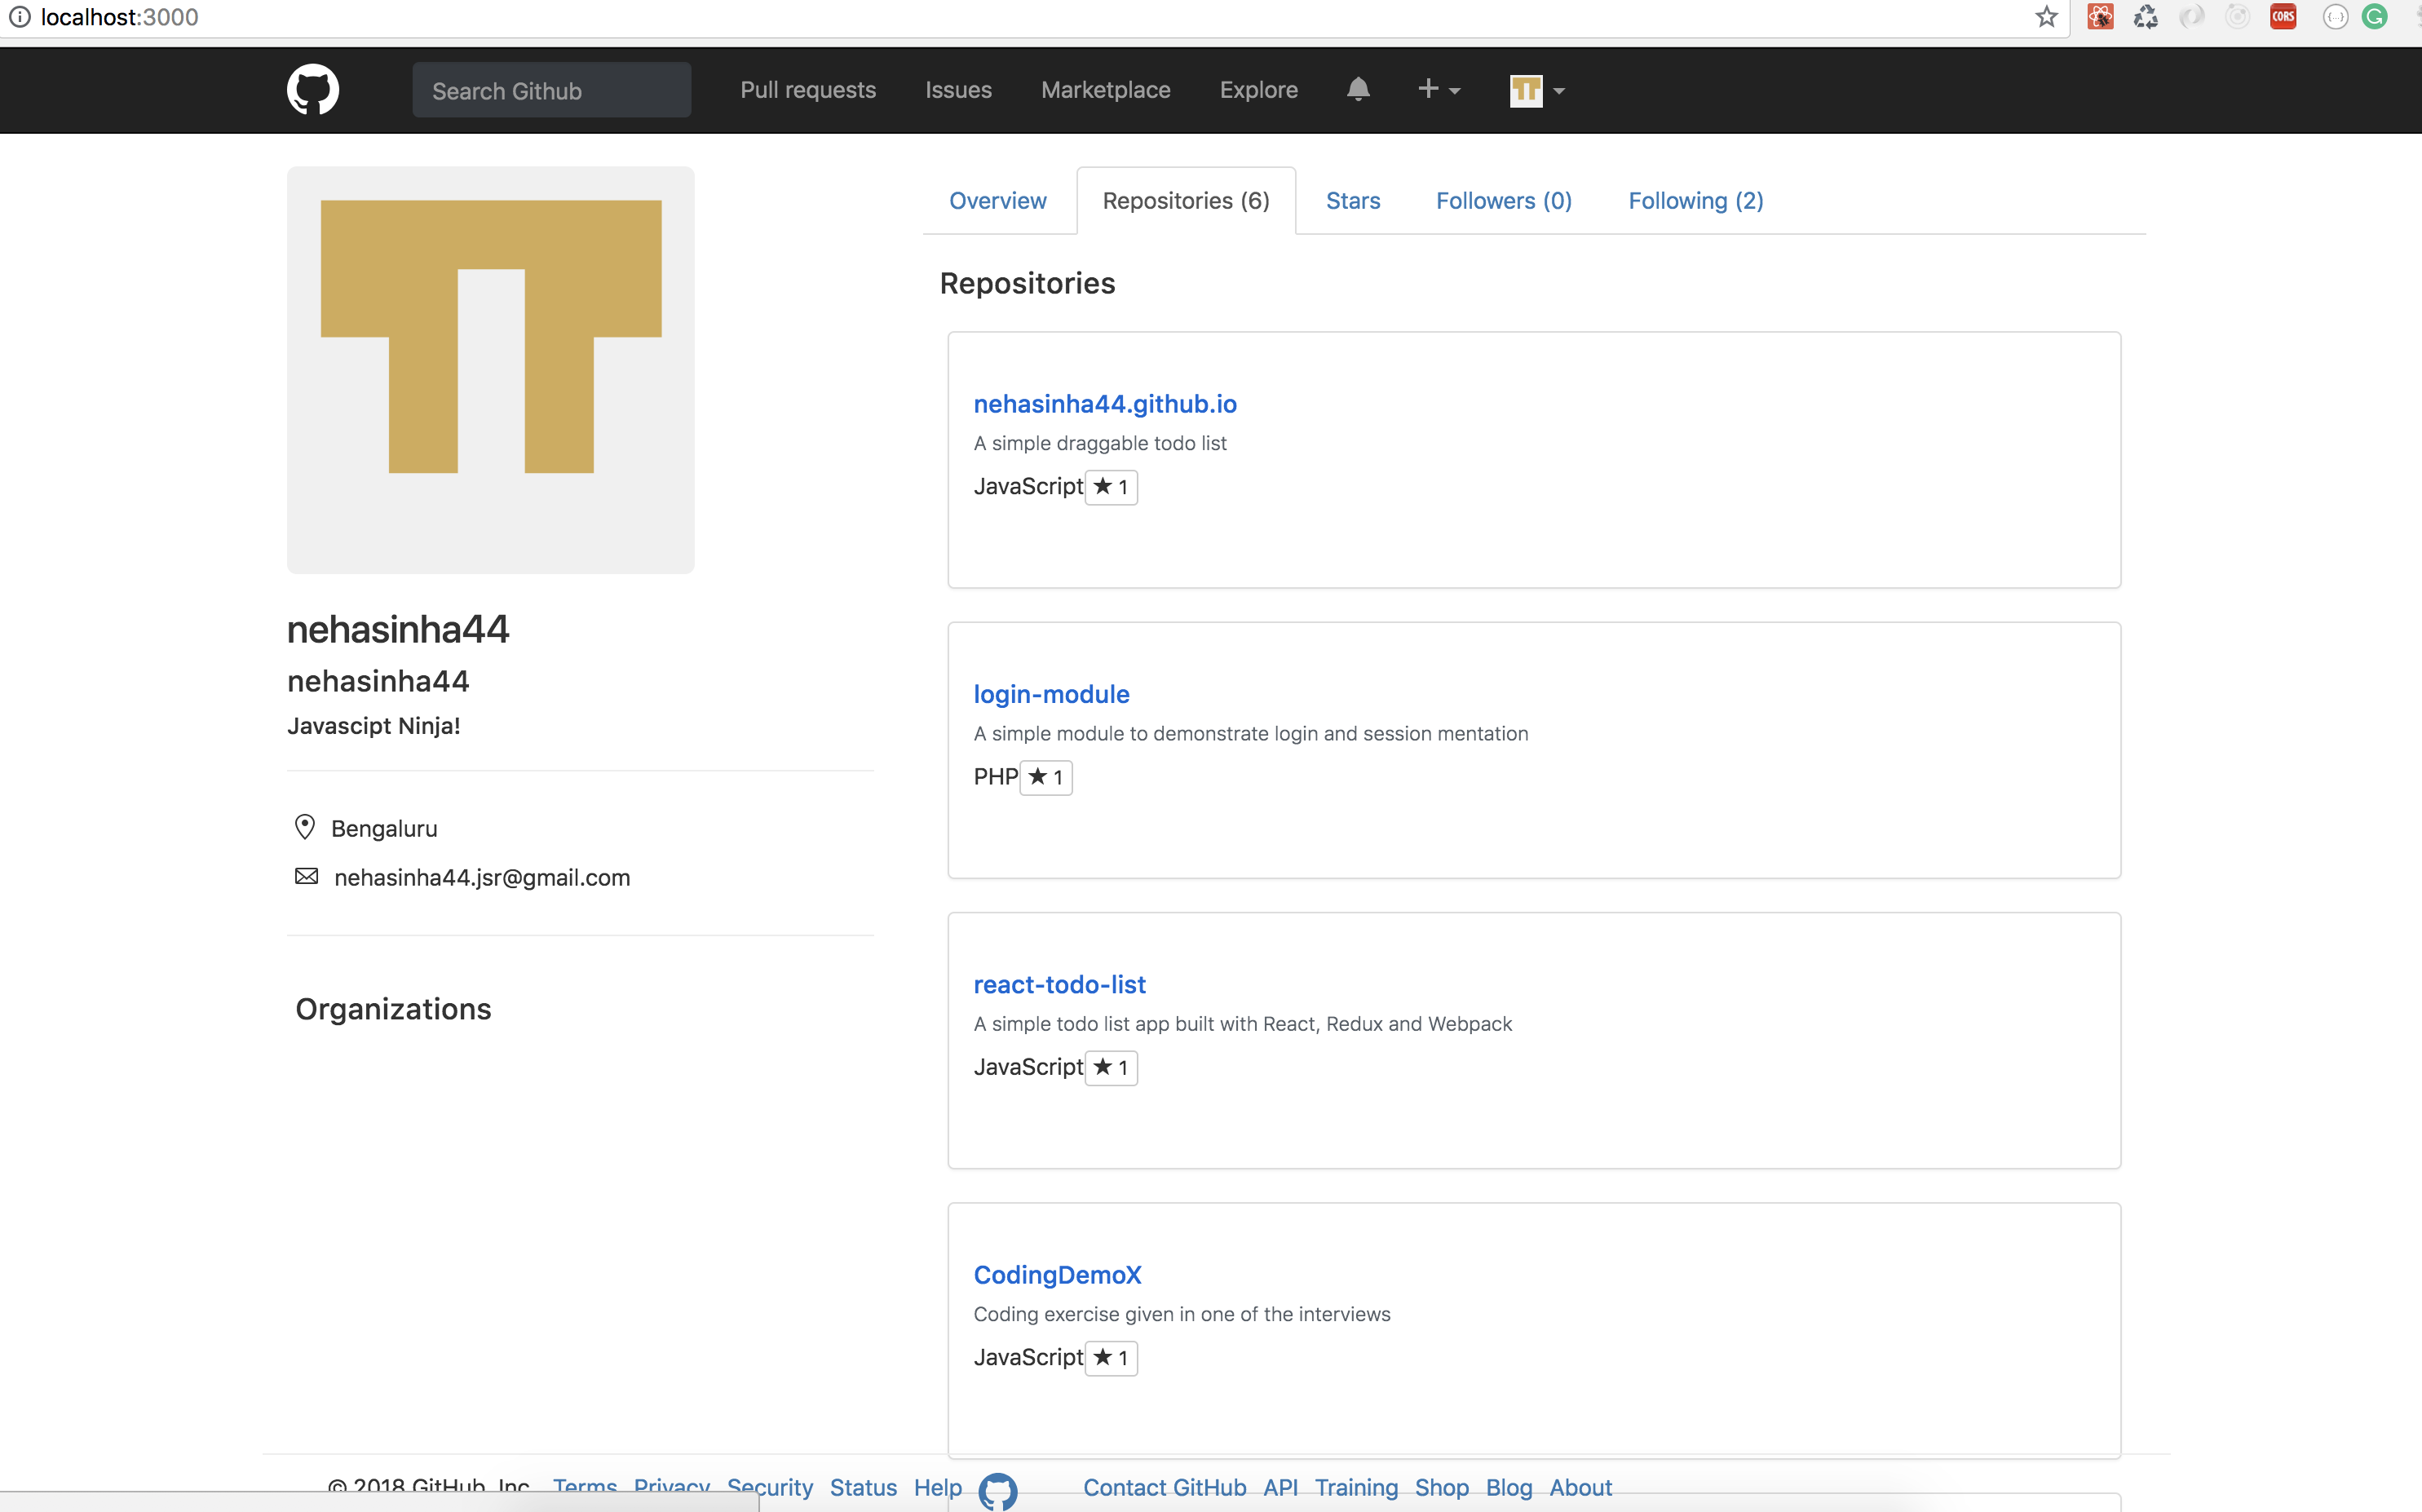 localhost:3000
CORS
Search Github Pull requests Issues Marketplace Explore
Overview Repositories (6) Stars Followers (0) Following (2)
Repositories
nehasinha44.github.io
A simple draggable todo list
JavaScript ★ 1
nehasinha44
nehasinha44
Javascipt Ninja!
Bengaluru
nehasinha44.jsr@gmail.com
Organizations
login-module
A simple module to demonstrate login and session mentation
PHP ★ 1
react-todo-list
A simple todo list app built with React, Redux and Webpack
JavaScript ★ 1
CodingDemoX
Coding exercise given in one of the interviews
JavaScript ★ 1
© 2018 GitHub, Inc. Terms Privacy Security Status Help Contact GitHub API Training Shop Blog About